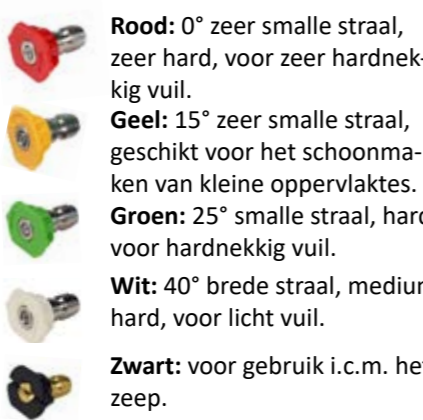 Rood: 0° zeer smalle straal,
zeer hard, voor zeer hardnek-
kig vuil.
Geel: 15° zeer smalle straal,
geschikt voor het schoonma-
ken van kleine oppervlaktes.
Groen: 25° smalle straal, hard
voor hardnekkig vuil.
Wit: 40° brede straal, medium
hard, voor licht vuil.
Zwart: voor gebruik i.c.m. het
zeep.